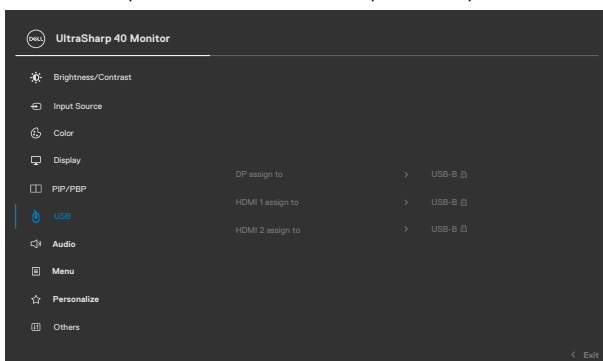 DELL UltraSharp 40 Monitor
Brightness/Contrast
Input Source
Color
Display
DP assign to > USB-B
PIP/PBP
HDMI 1 assign to > USB-B
USB
HDMI 2 assign to > USB-B
Audio
Menu
Personalize
Others
< Exit